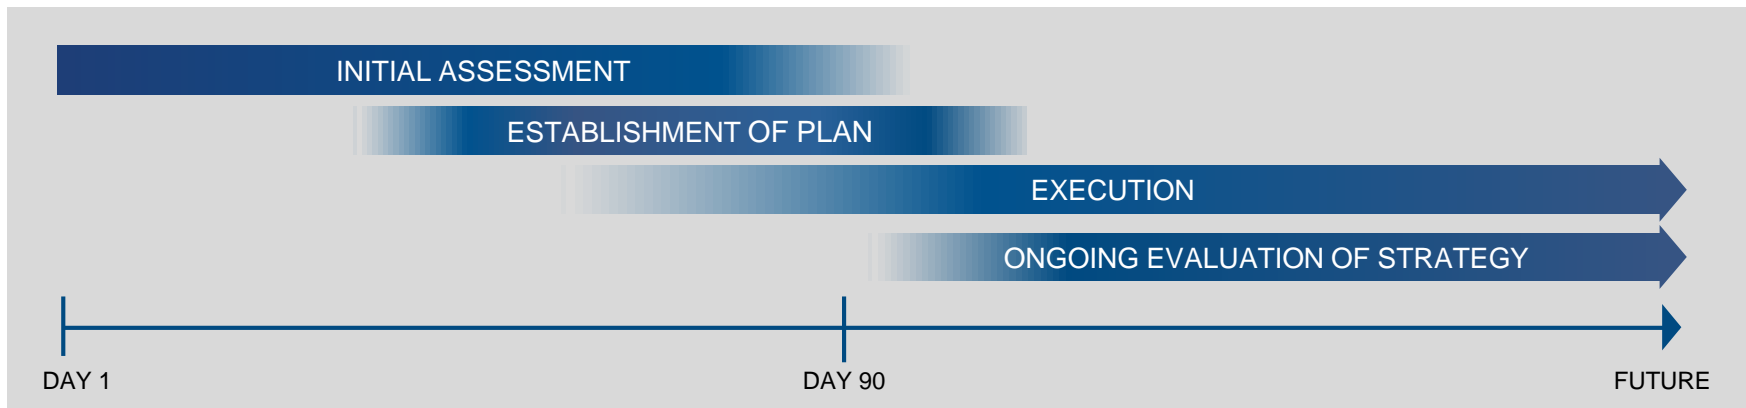 INITIAL ASSESSMENT
ESTABLISHMENT OF PLAN
EXECUTION
ONGOING EVALUATION OF STRATEGY
DAY 1
DAY 90
FUTURE